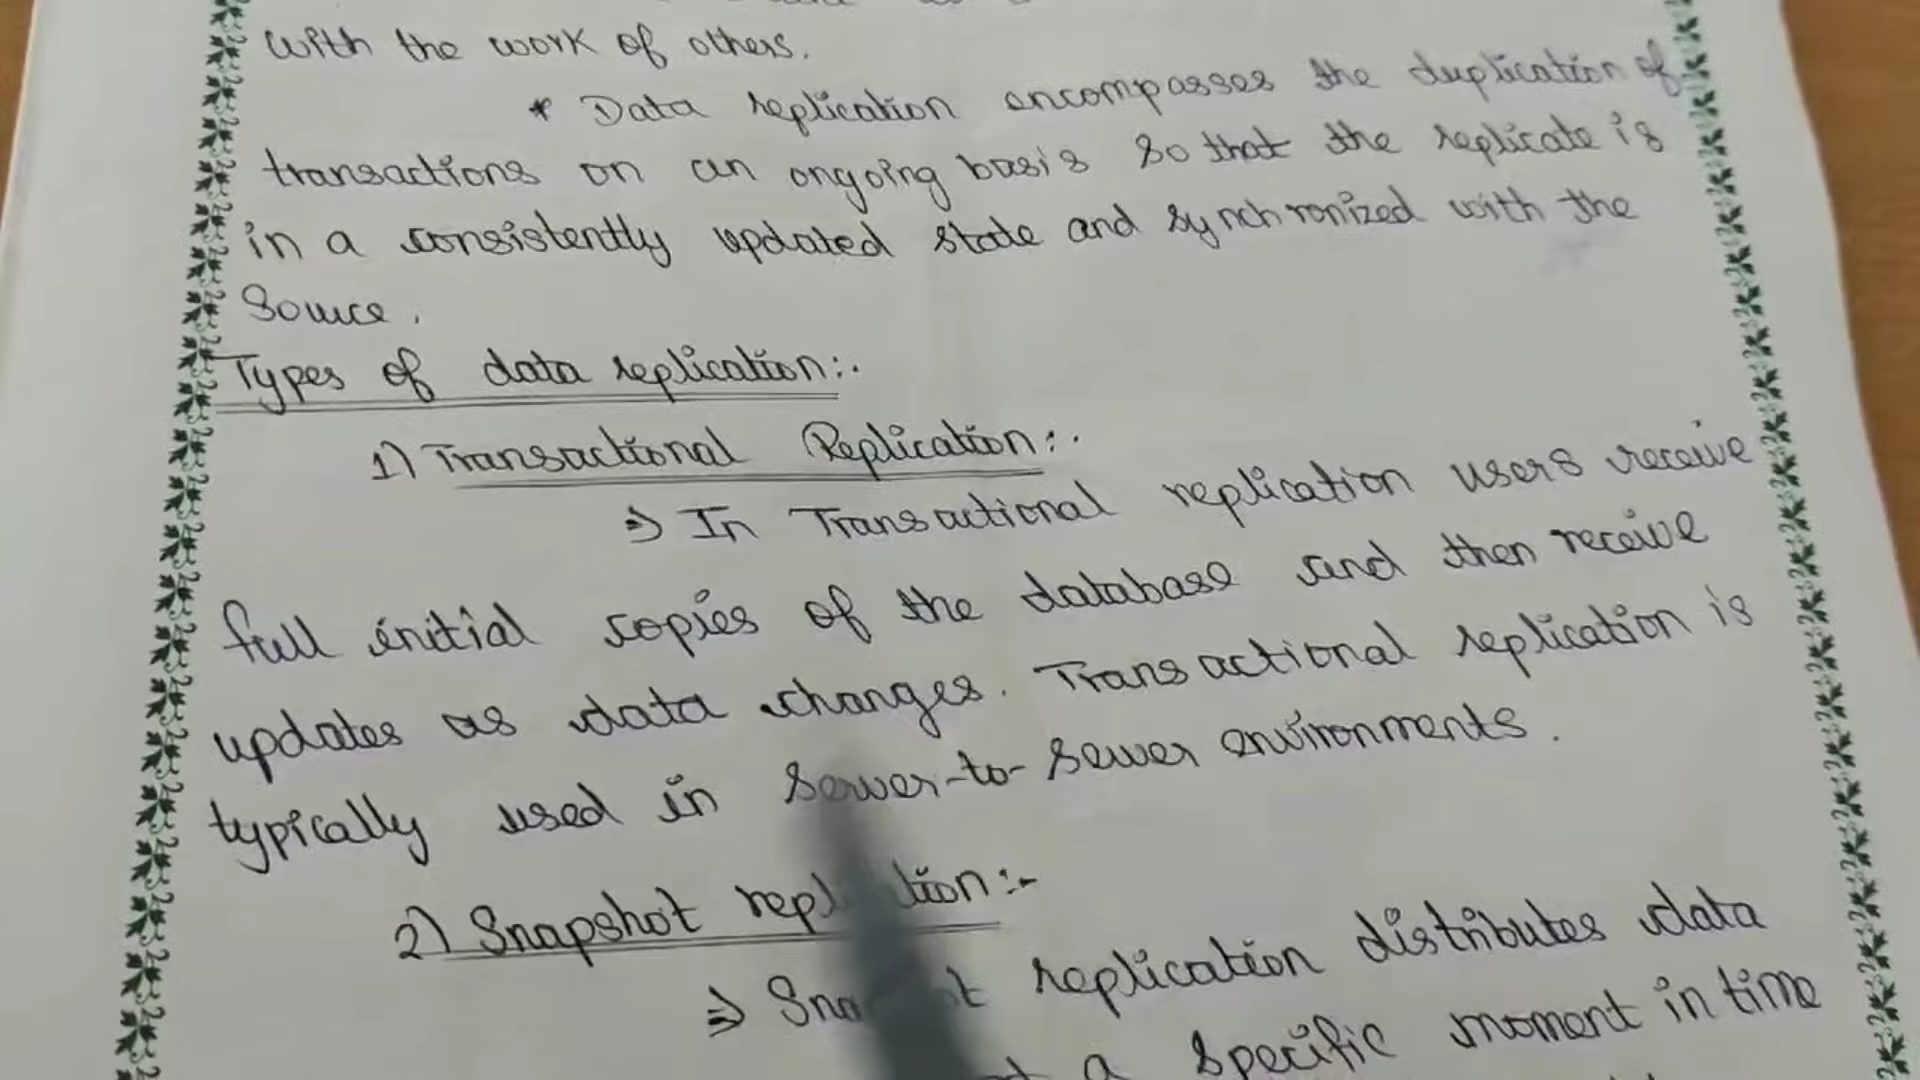 with the work of others.
* Data replication encompasses the duplication of
transactions on an ongoing basis so that the replicate is
in a consistently updated state and synchronized with the
Source.
Types of data replication:.
1) Transactional Replication:.
⇒ In Transactional replication users receive
full initial copies of the database and then receive
updates as data changes. Transactional replication is
typically used in Server-to-Server environments.
2) Snapshot :-
⇒ replication distributes data
a specific moment in time